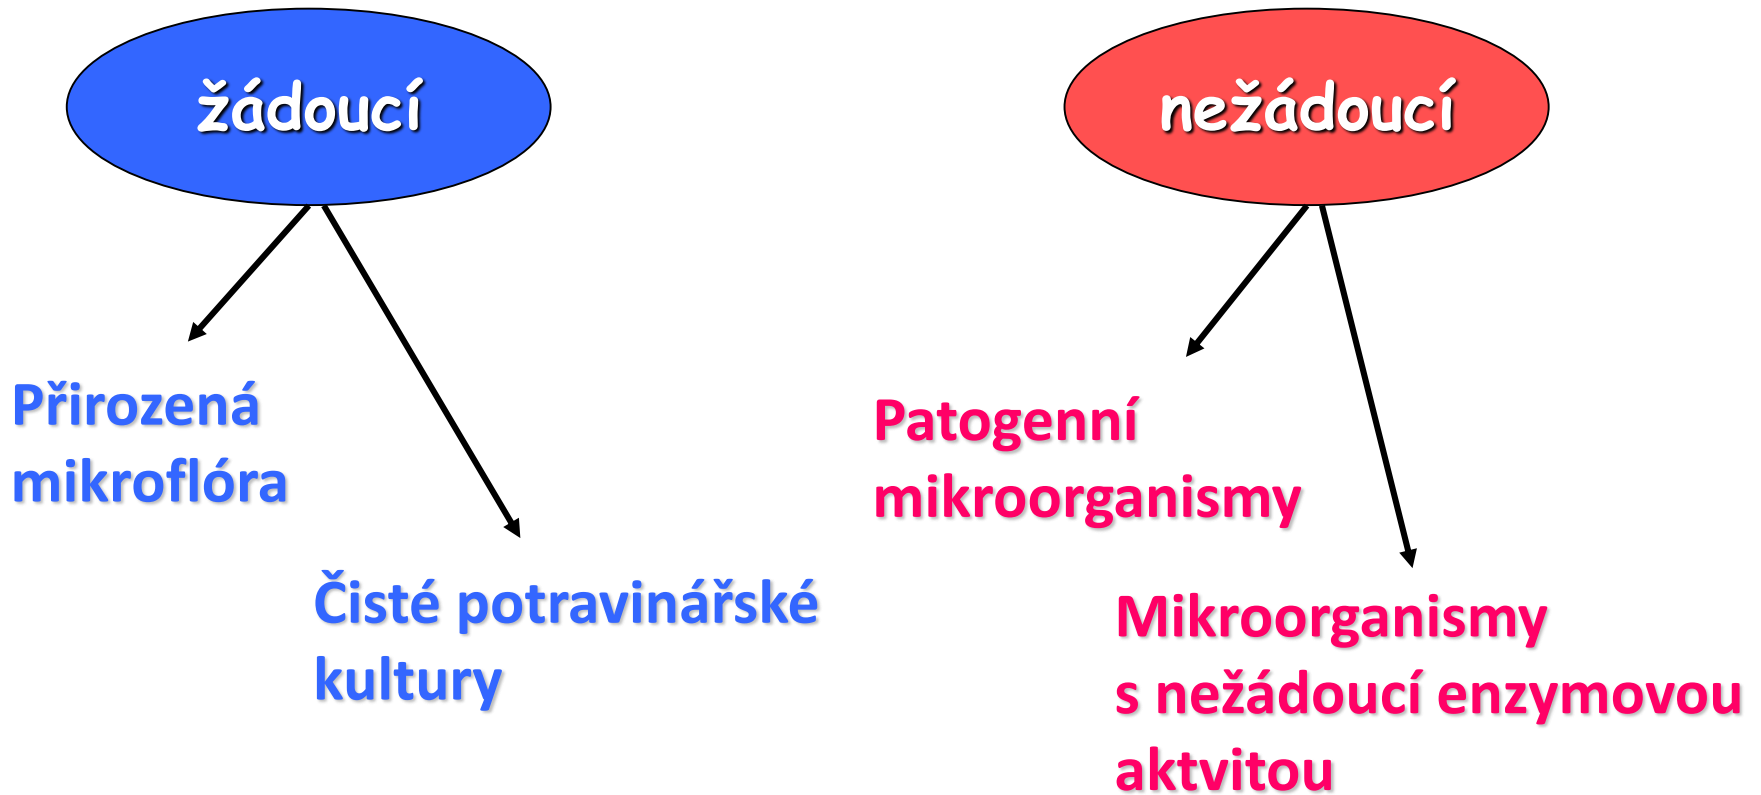 žádoucí
nežádoucí
Přirozená
mikroflóra
Čisté potravinářské
kultury
Patogenní
mikroorganismy
Mikroorganismy
s nežádoucí enzymovou
aktvitou